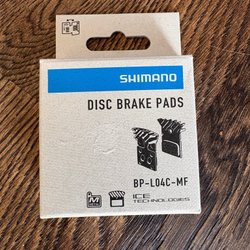 SHIMANO
DISC BRAKE PADS
BP-L04C-MF
M
ICE
TECHNOLOGIES